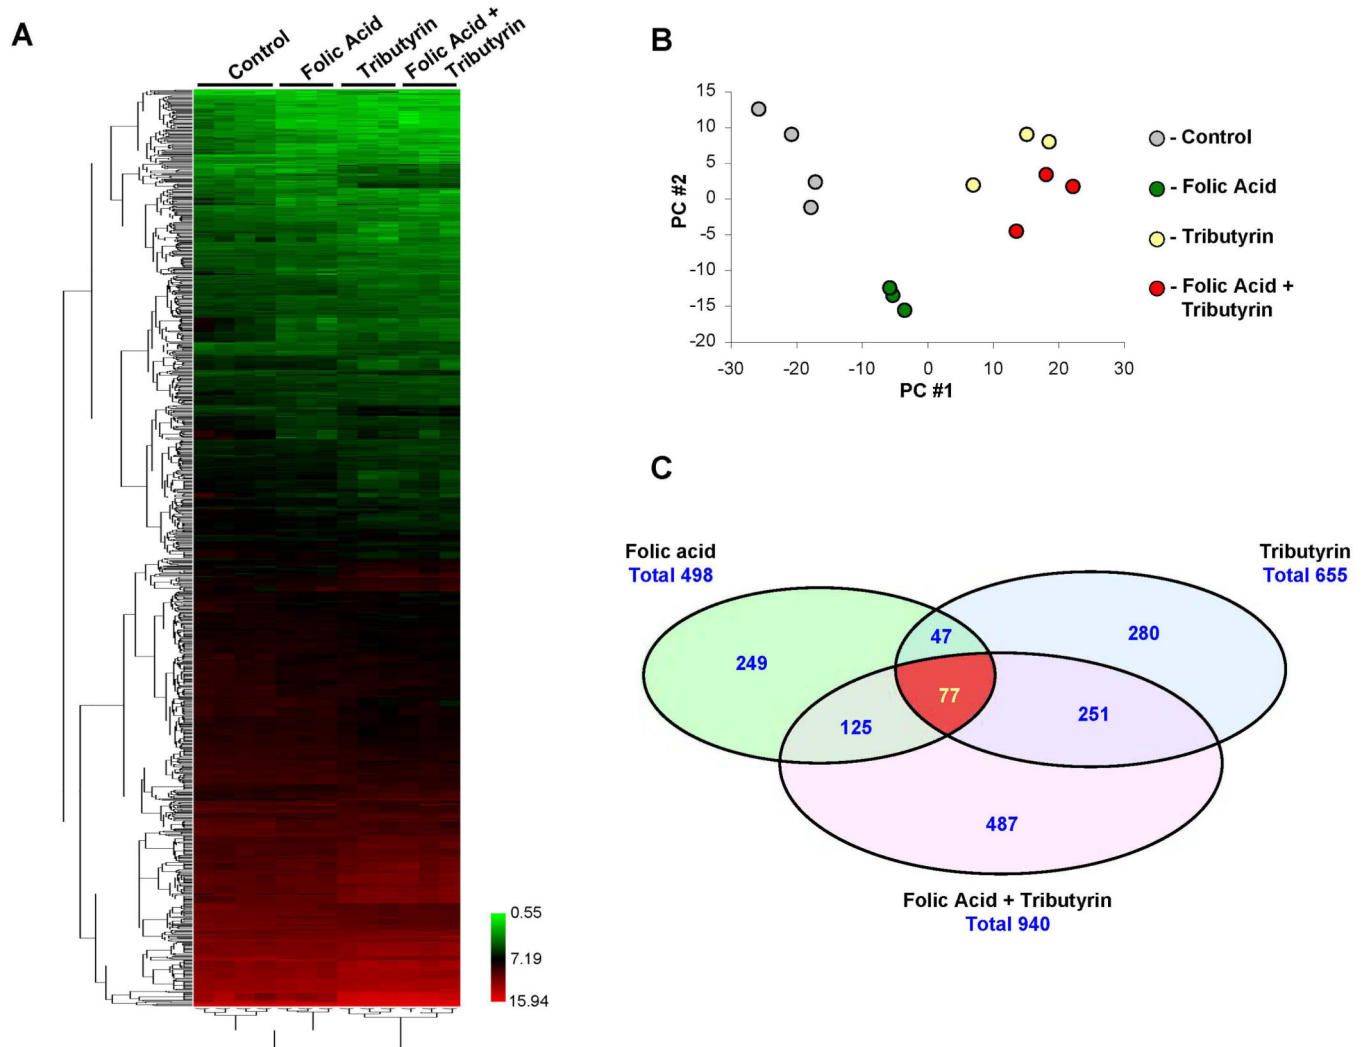 A
Control
Folic Acid
Tributyrin
Folic Acid +
Tributyrin
0.55
7.19
15.94
B
15
10
5
0
-5
-10
-15
-20
PC #2
-30
-20
-10
0
10
20
30
PC #1
- Control
- Folic Acid
- Tributyrin
- Folic Acid +
Tributyrin
C
Folic acid
Total 498
Tributyrin
Total 655
47
280
249
77
125
251
487
Folic Acid + Tributyrin
Total 940